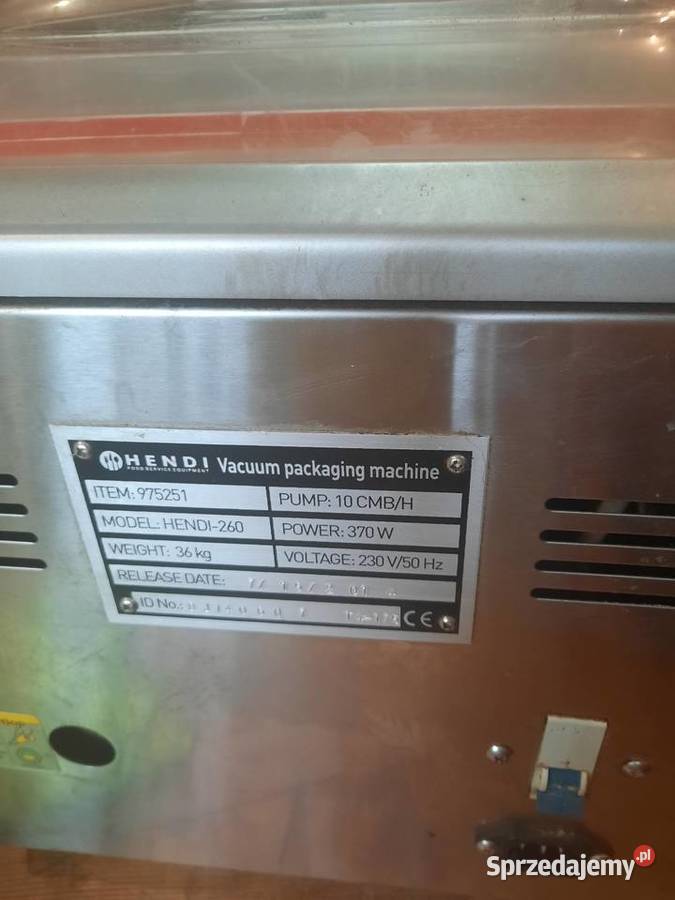 HENDI
FOOD SERVICE EQUIPMENT
Vacuum packaging machine
ITEM: 975251
PUMP: 10 CMB/H
MODEL: HENDI-260
POWER: 370 W
WEIGHT: 36 kg
VOLTAGE: 230 V/50 Hz
RELEASE DATE:
ID No.:
CE
Sprzedajemy.pl